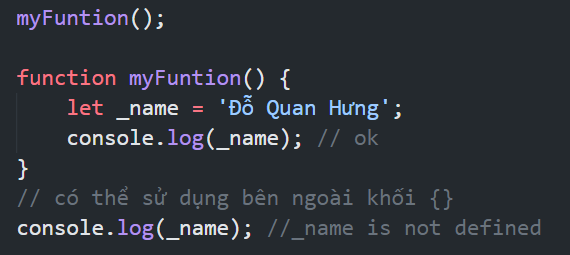 myFuntion();
function myFuntion() {
let _name = 'Đỗ Quan Hưng';
console.log(_name); // ok
}
// có thể sử dụng bên ngoài khối {}
console.log(_name); //_name is not defined